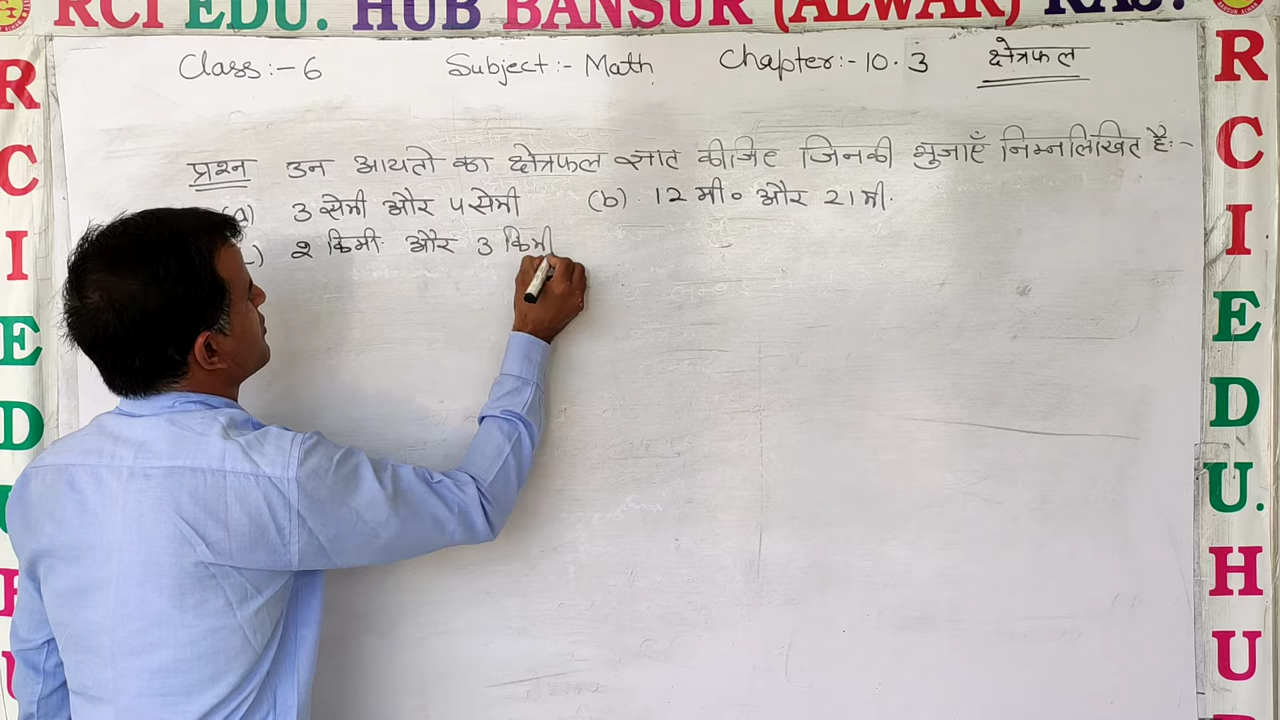 RCI EDU. HUB BANSUR (ALWAR) RAJ.
Class:- 6 Subject:- Math Chapter:- 10.3 क्षेत्रफल
प्रश्न उन आयतो का क्षेत्रफल ज्ञात कीजिए जिनकी भुजाएँ निम्नलिखित है:-
(a) 3 सेमी और 4 सेमी (b) 12 मी० और 21 मी.
2 किमी. और 3 किमी
R
C
I
E
D
R
C
I
E
D
U.
H
U